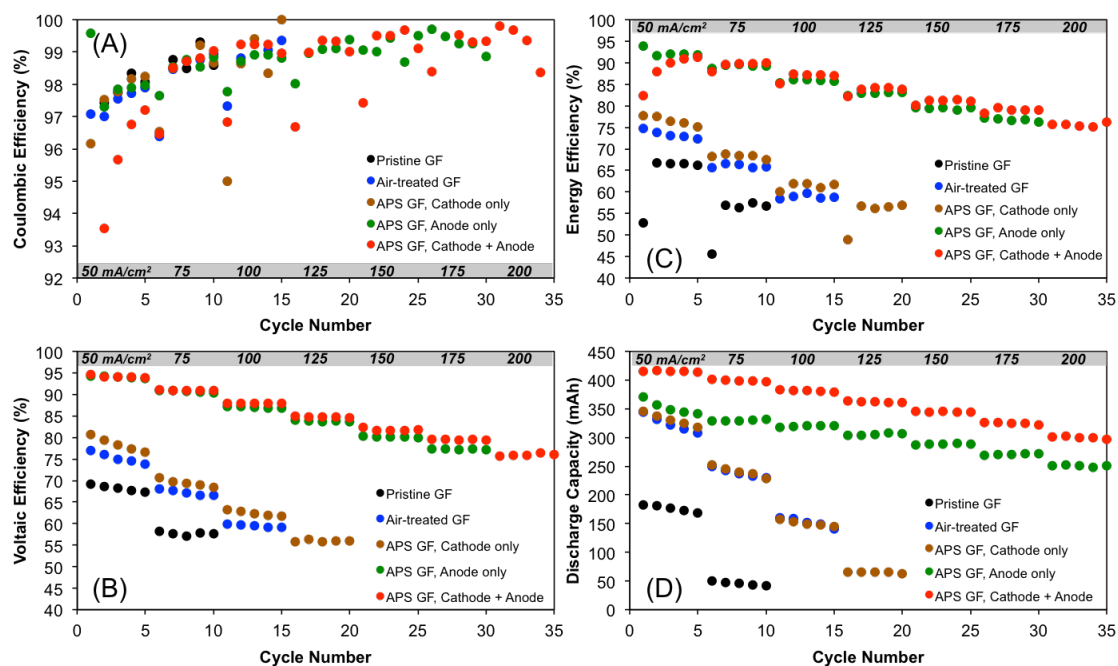 100
99
98
97
96
95
94
93
92
(A)
Coulombic Efficiency (%)
Pristine GF
Air-treated GF
APS GF, Cathode only
APS GF, Anode only
APS GF, Cathode + Anode
50 mA/cm² 75 100 125 150 175 200
0 5 10 15 20 25 30 35
Cycle Number
50 mA/cm² 75 100 125 150 175 200
100
95
90
85
80
75
70
65
60
55
50
45
40
(C)
Energy Efficiency (%)
Pristine GF
Air-treated GF
APS GF, Cathode only
APS GF, Anode only
APS GF, Cathode + Anode
0 5 10 15 20 25 30 35
Cycle Number
50 mA/cm² 75 100 125 150 175 200
100
95
90
85
80
75
70
65
60
55
50
45
40
(B)
Voltaic Efficiency (%)
Pristine GF
Air-treated GF
APS GF, Cathode only
APS GF, Anode only
APS GF, Cathode + Anode
0 5 10 15 20 25 30 35
Cycle Number
50 mA/cm² 75 100 125 150 175 200
450
400
350
300
250
200
150
100
50
0
(D)
Discharge Capacity (mAh)
Pristine GF
Air-treated GF
APS GF, Cathode only
APS GF, Anode only
APS GF, Cathode + Anode
0 5 10 15 20 25 30 35
Cycle Number